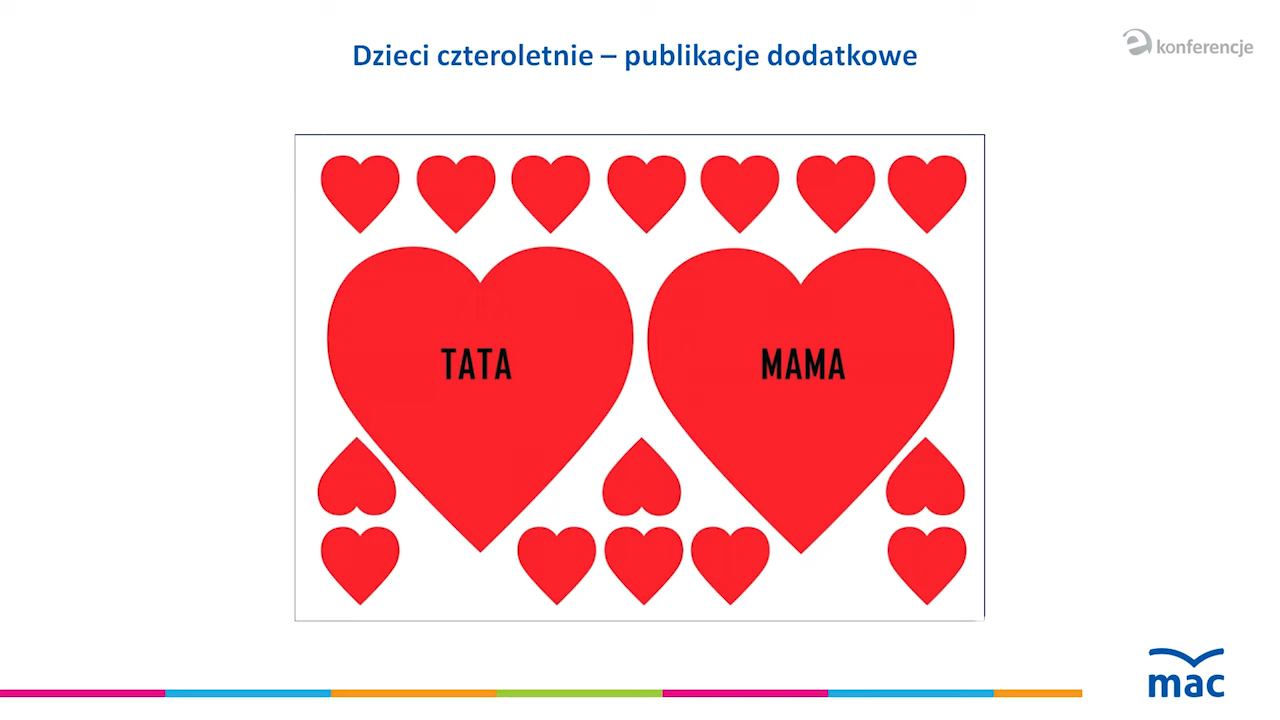 Dzieci czteroletnie – publikacje dodatkowe
e konferencje
TATA
MAMA
mac